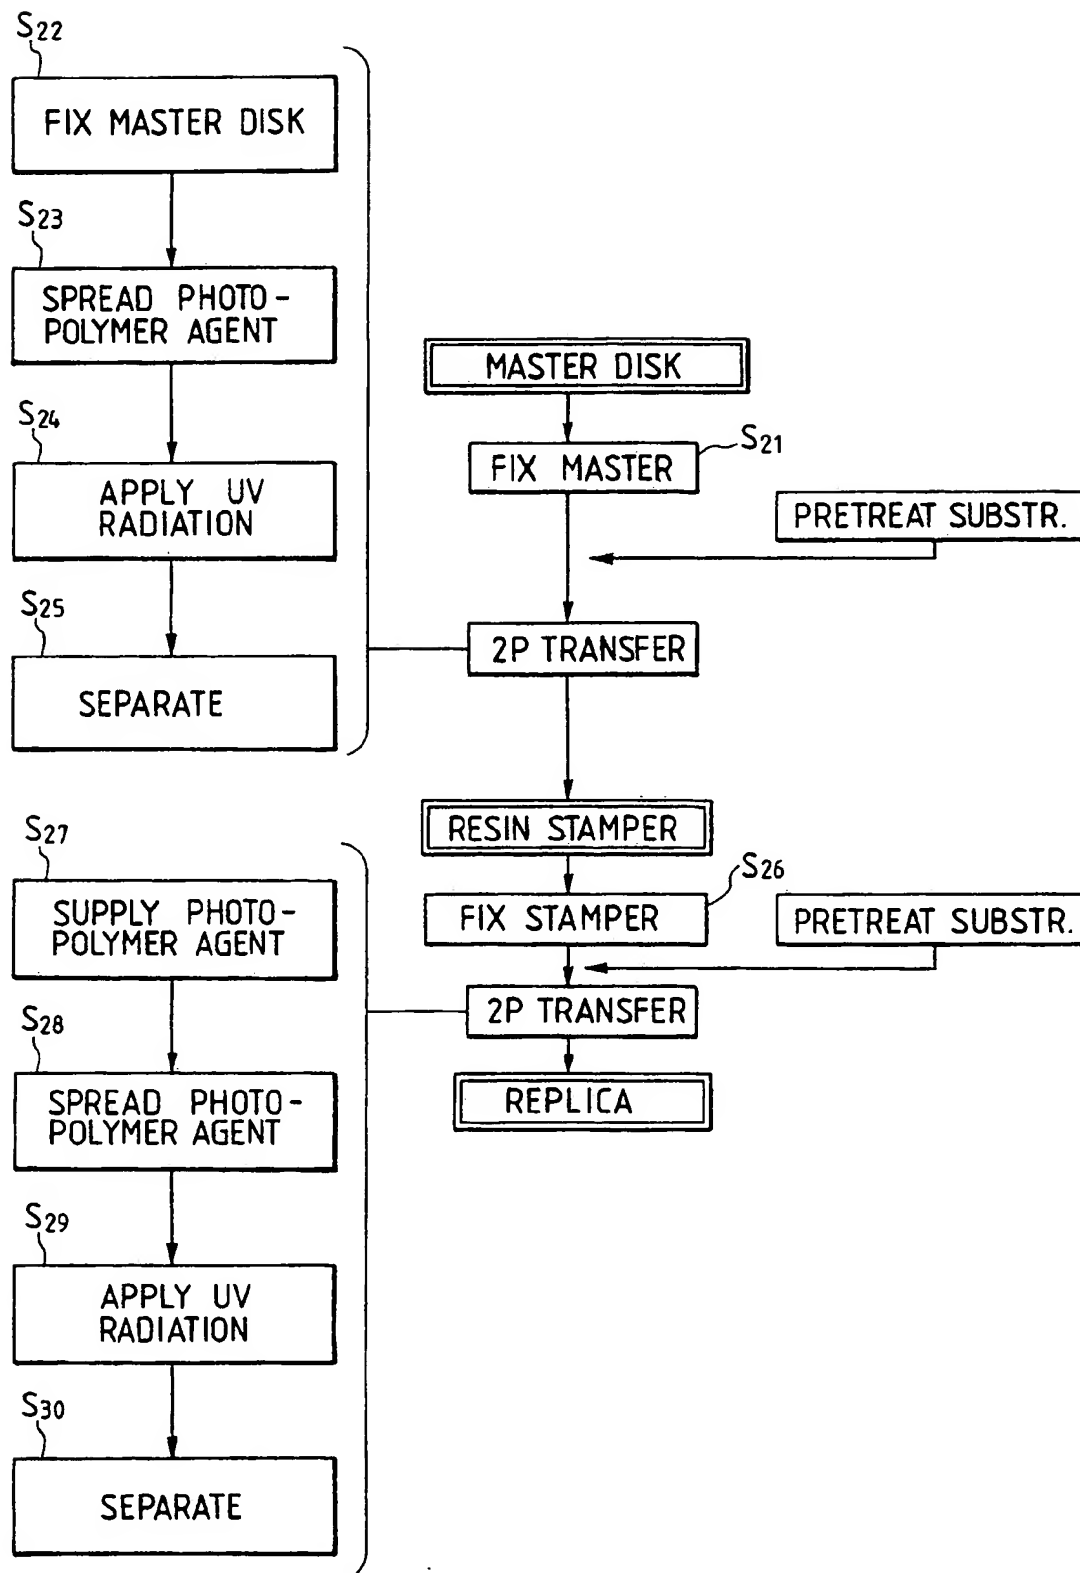 S22
FIX MASTER DISK
S23
SPREAD PHOTO-
POLYMER AGENT
S24
APPLY UV
RADIATION
S25
SEPARATE
MASTER DISK
S21
FIX MASTER
PRETREAT SUBSTR.
2P TRANSFER
RESIN STAMPER
S26
FIX STAMPER
PRETREAT SUBSTR.
2P TRANSFER
REPLICA
S27
SUPPLY PHOTO-
POLYMER AGENT
S28
SPREAD PHOTO-
POLYMER AGENT
S29
APPLY UV
RADIATION
S30
SEPARATE